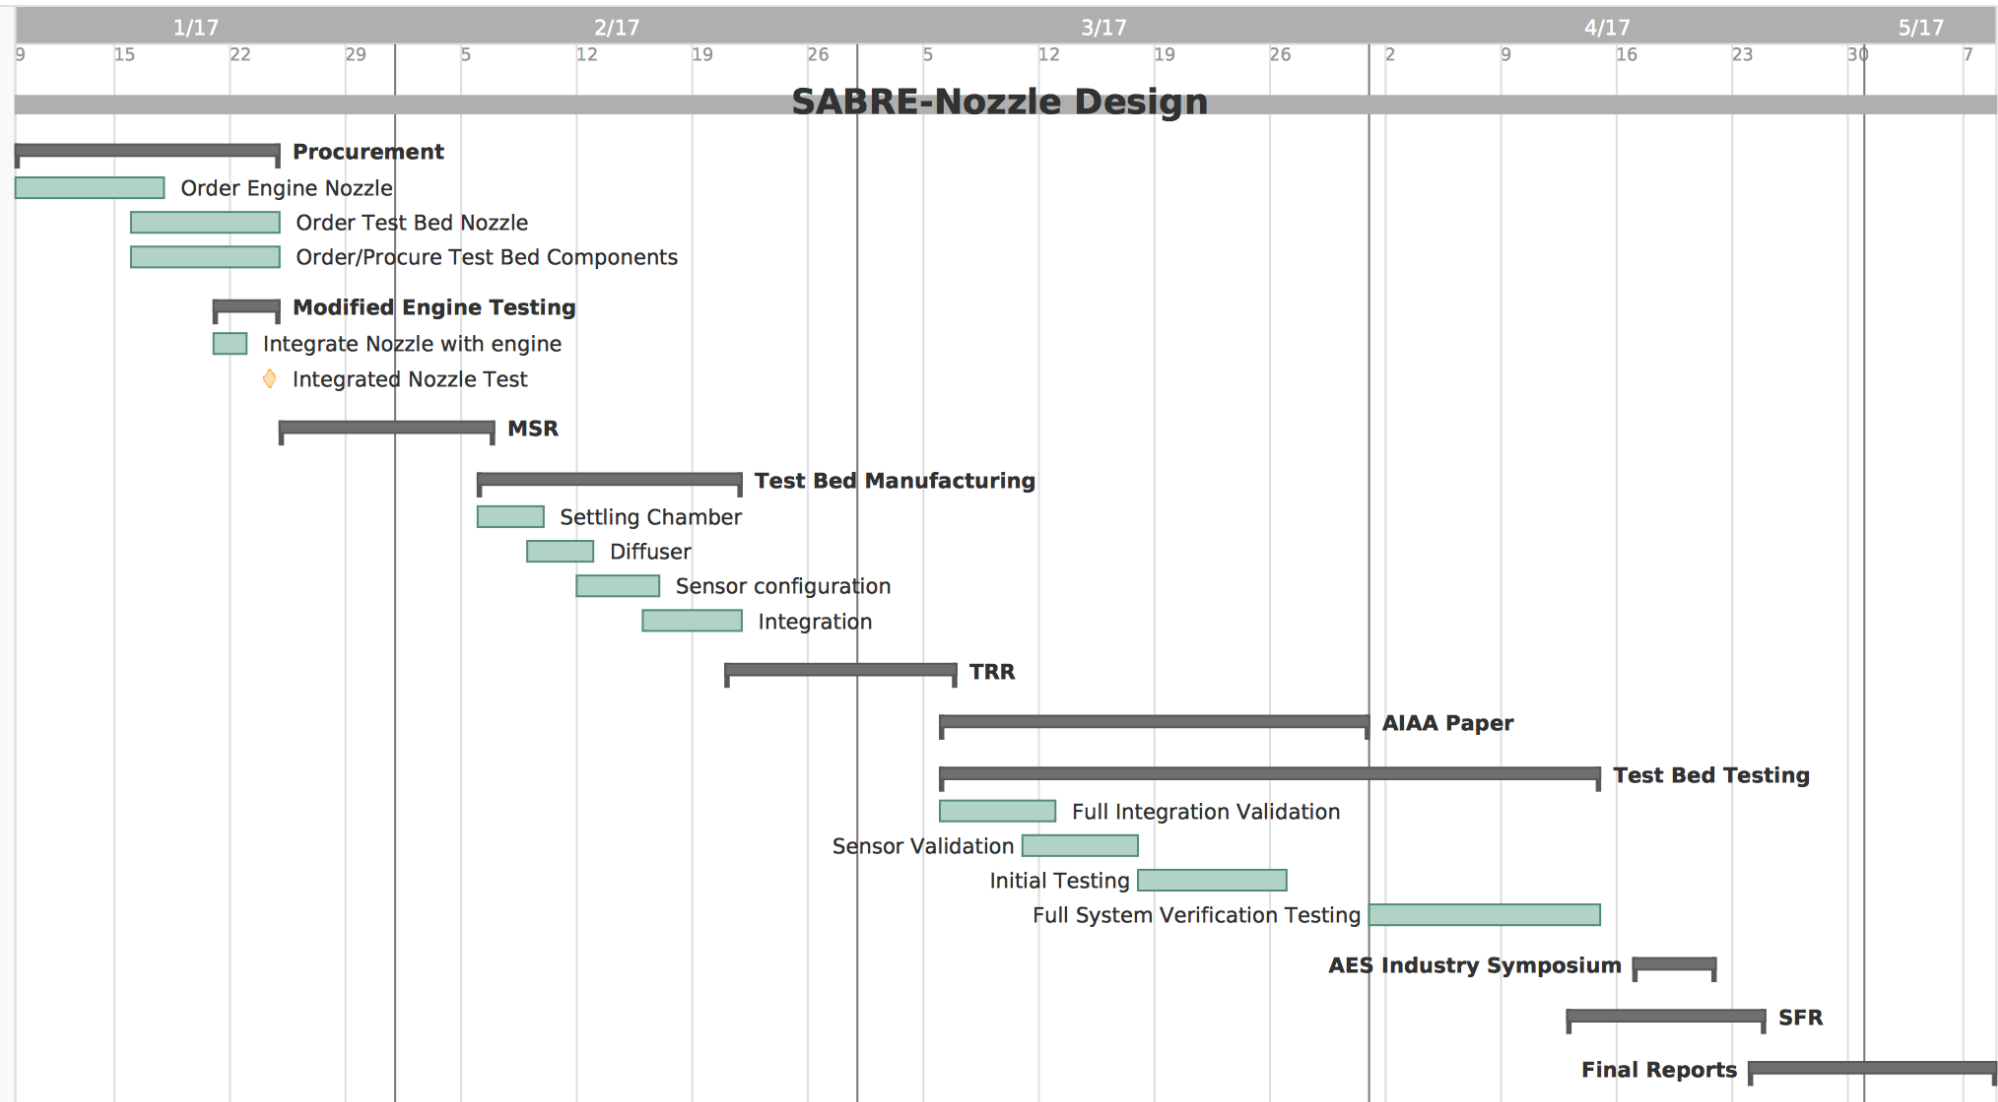 1/17 2/17 3/17 4/17 5/17
9 15 22 29 5 12 19 26 5 12 19 26 2 9 16 23 30 7
SABRE-Nozzle Design
Procurement
Order Engine Nozzle
Order Test Bed Nozzle
Order/Procure Test Bed Components
Modified Engine Testing
Integrate Nozzle with engine
Integrated Nozzle Test
MSR
Test Bed Manufacturing
Settling Chamber
Diffuser
Sensor configuration
Integration
TRR
AIAA Paper
Test Bed Testing
Full Integration Validation
Sensor Validation
Initial Testing
Full System Verification Testing
AES Industry Symposium
SFR
Final Reports